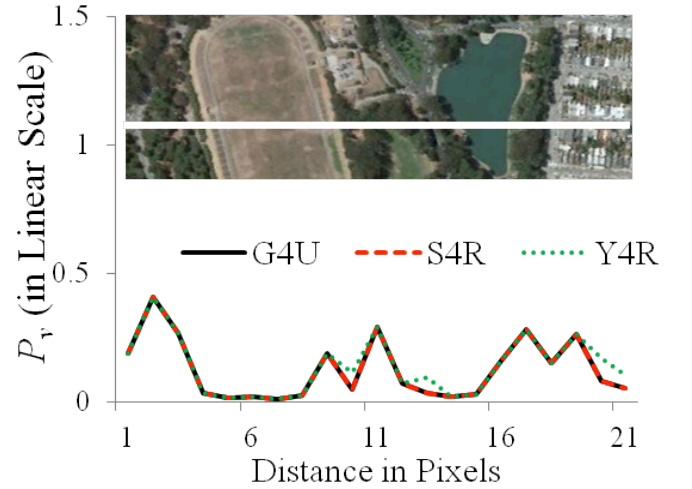 1.5
1
0.5
0
P_v (in Linear Scale)
G4U S4R Y4R
1 6 11 16 21
Distance in Pixels